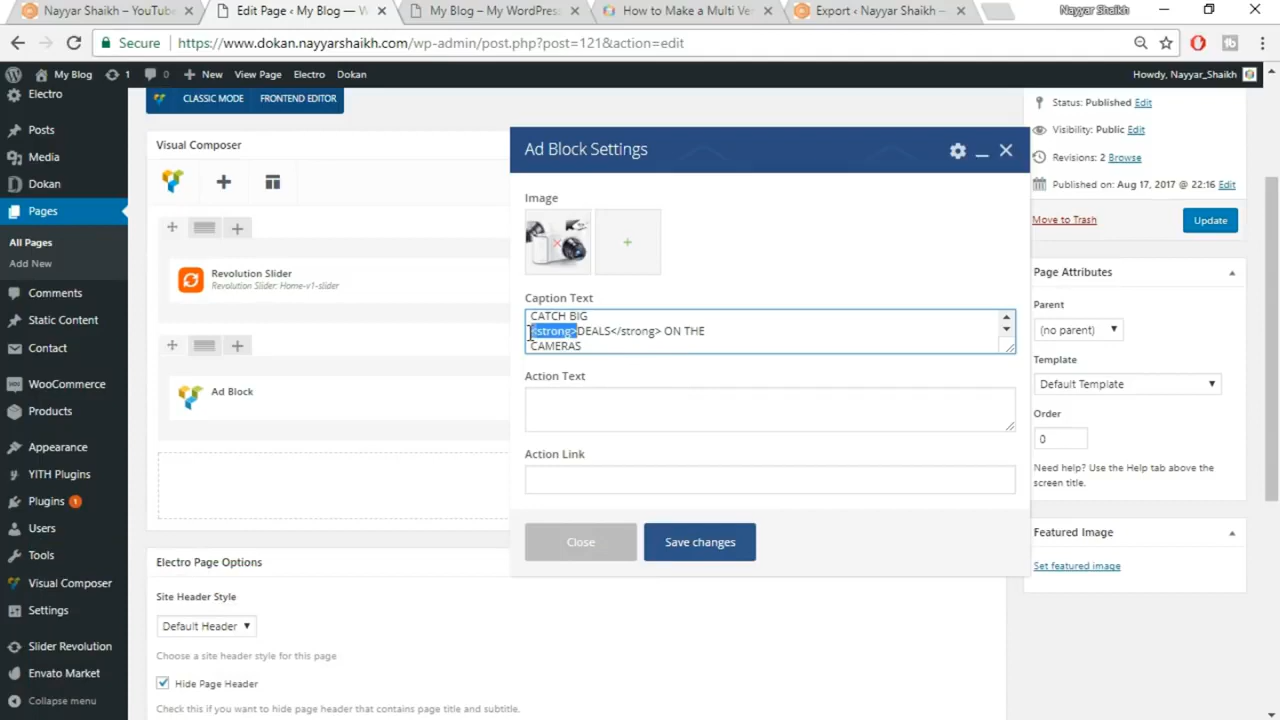 Nayyar Shaikh – YouTub
Edit Page ‹ My Blog — W
My Blog – My WordPres
How to Make a Multi Ve
Export ‹ Nayyar Shaikh —
Nayyar Shaikh
Secure
https://www.dokan.nayyarshaikh.com/wp-admin/post.php?post=121&action=edit
My Blog
1
0
New
View Page
Electro
Dokan
Howdy, Nayyar_Shaikh
Electro
Posts
Media
Dokan
Pages
All Pages
Add New
Comments
Static Content
Contact
WooCommerce
Products
Appearance
YITH Plugins
Plugins 1
Users
Tools
Visual Composer
Settings
Slider Revolution
Envato Market
Collapse menu
CLASSIC MODE
FRONTEND EDITOR
Visual Composer
Revolution Slider
Revolution Slider: Home-v1-slider
Ad Block
Electro Page Options
Site Header Style
Default Header
Choose a site header style for this page
Hide Page Header
Check this if you want to hide page header that contains page title and subtitle.
Ad Block Settings
Image
Caption Text
CATCH BIG
<strong>DEALS</strong> ON THE
CAMERAS
Action Text
Action Link
Close
Save changes
Status: Published Edit
Visibility: Public Edit
Revisions: 2 Browse
Published on: Aug 17, 2017 @ 22:16 Edit
Move to Trash
Update
Page Attributes
Parent
(no parent)
Template
Default Template
Order
0
Need help? Use the Help tab above the
screen title.
Featured Image
Set featured image